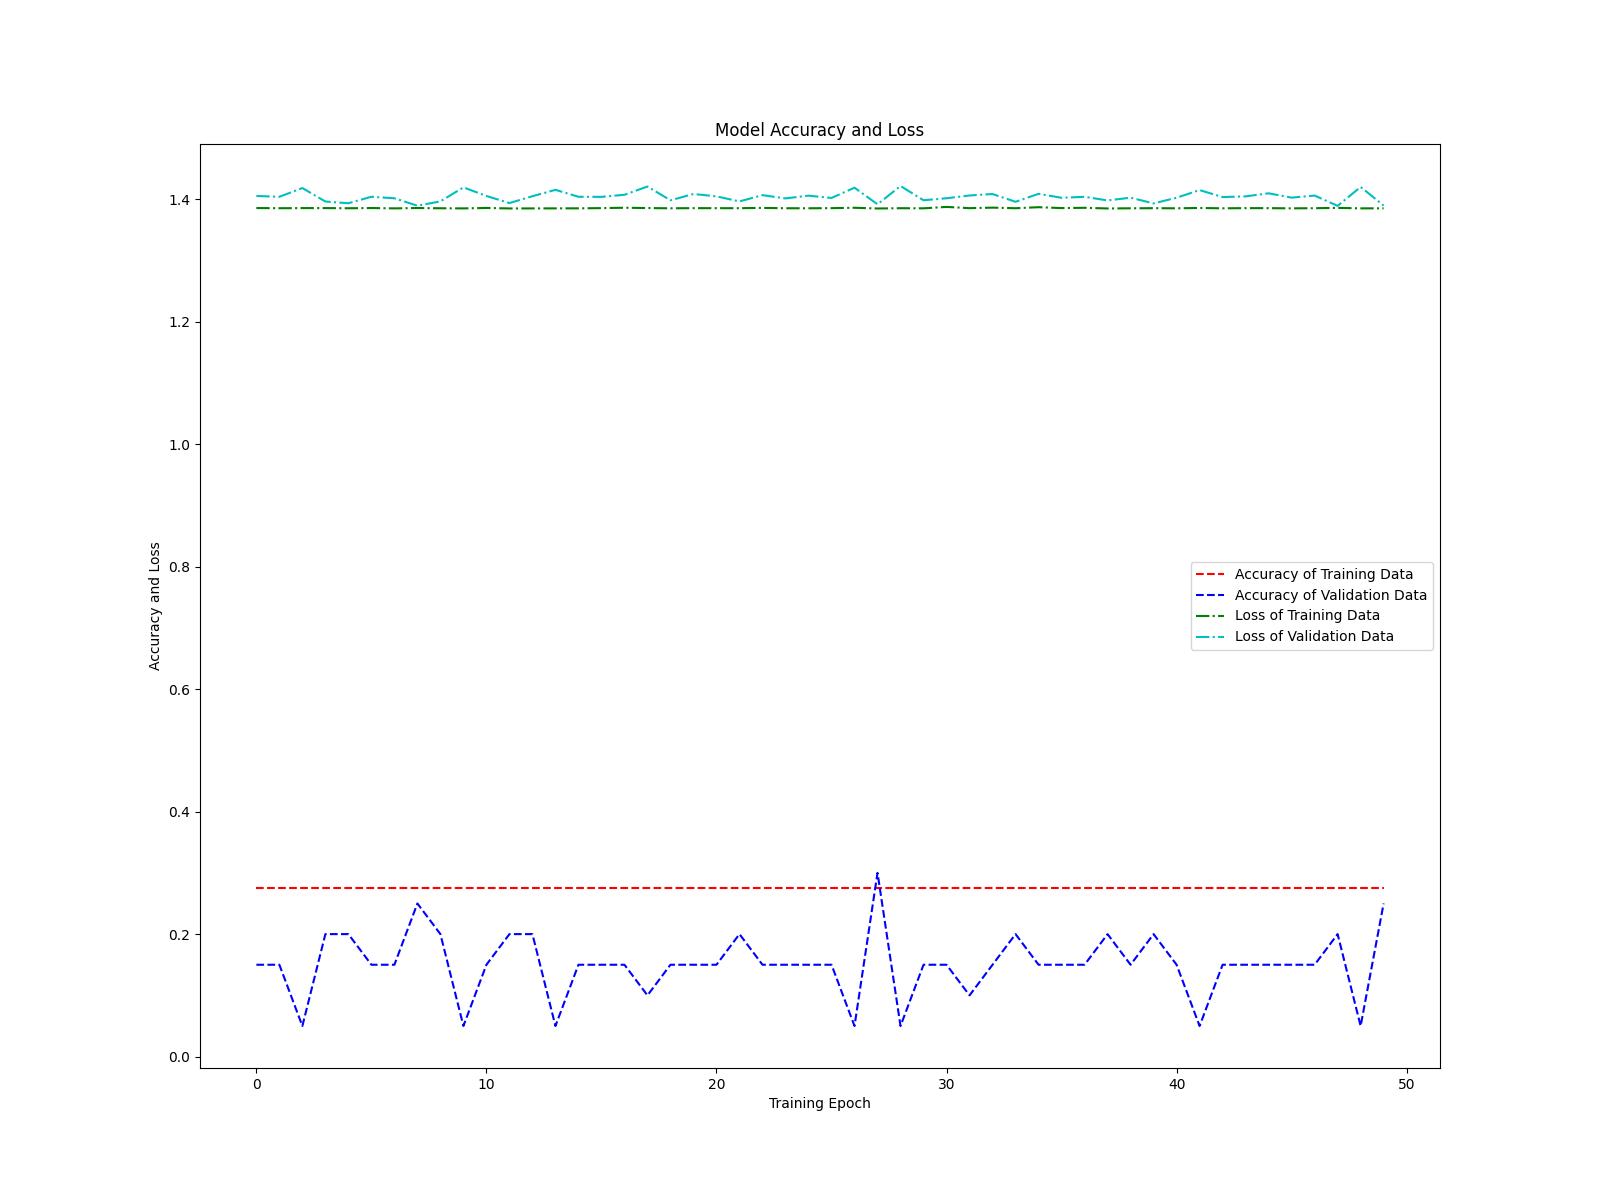 Model Accuracy and Loss
1.4
1.2
1.0
0.8
0.6
0.4
0.2
0.0
Accuracy and Loss
Accuracy of Training Data
Accuracy of Validation Data
Loss of Training Data
Loss of Validation Data
0 10 20 30 40 50
Training Epoch